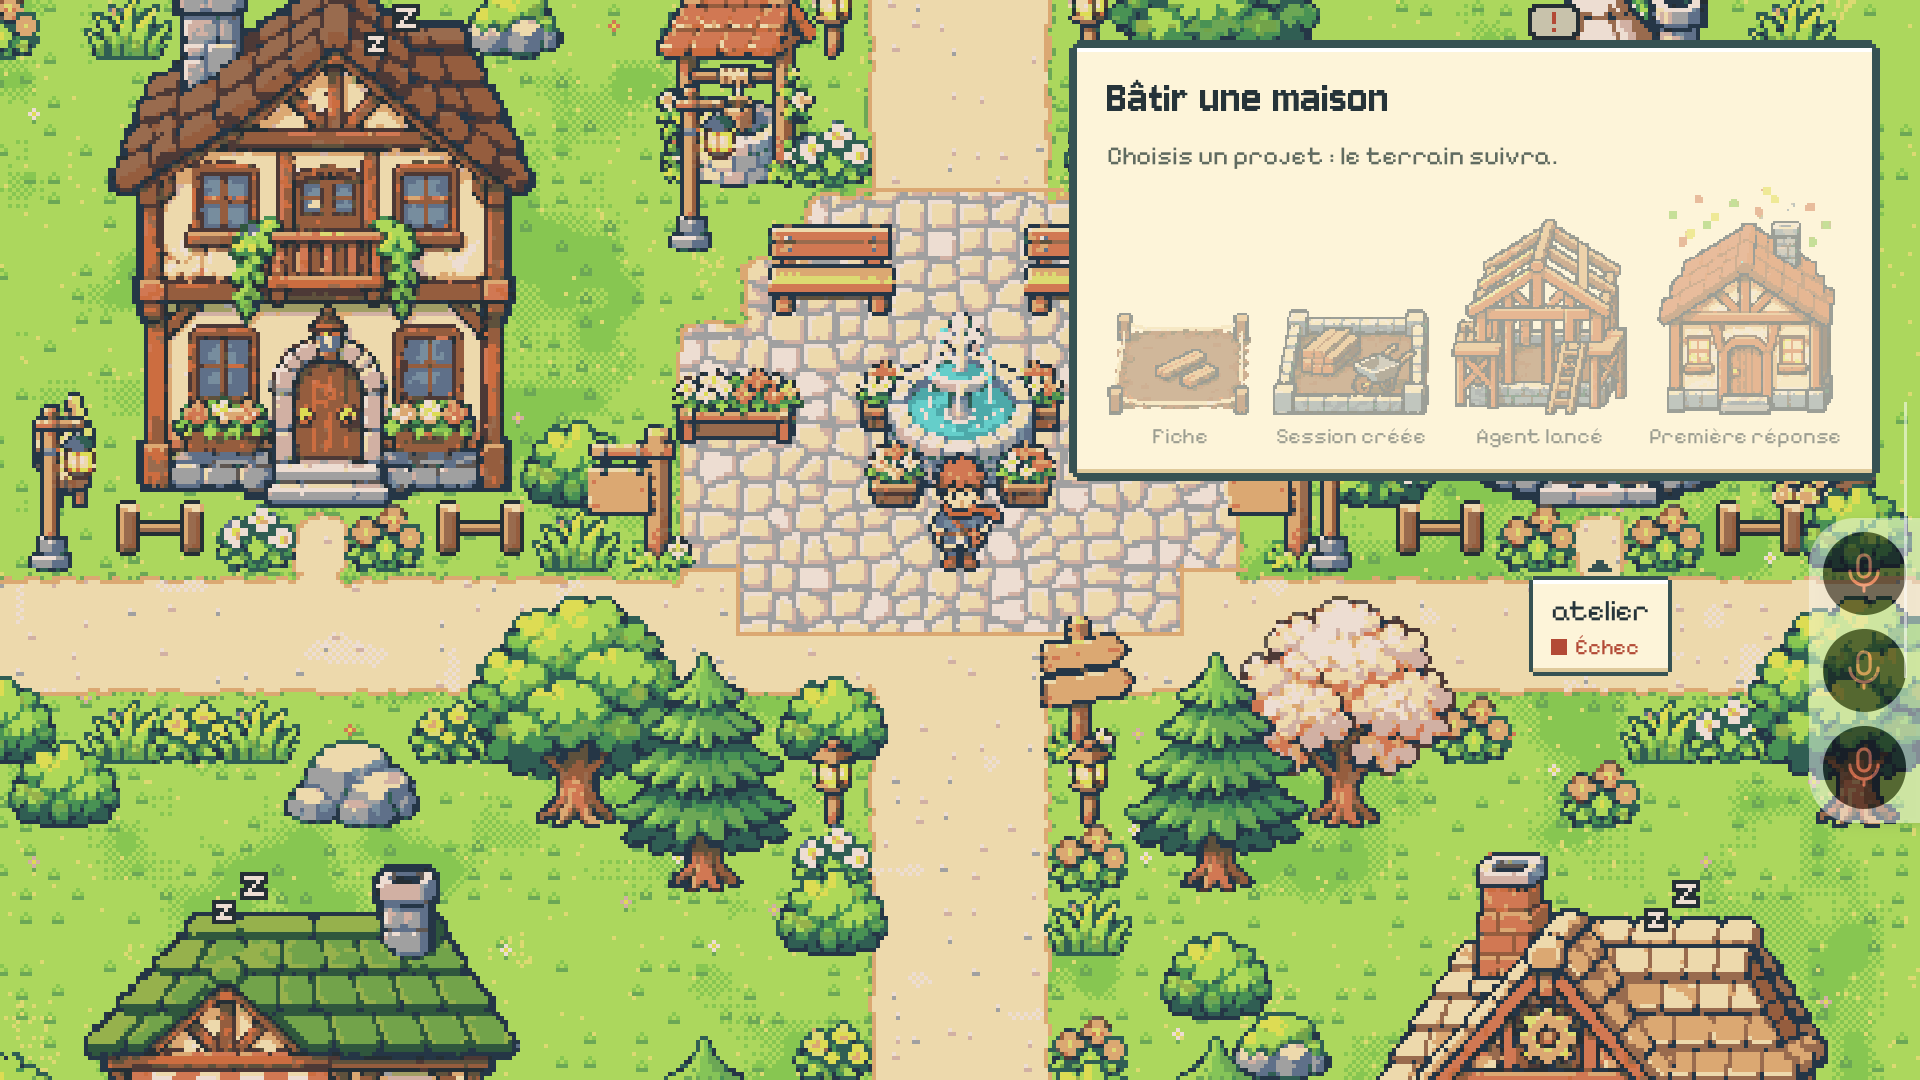 z
z
!
Bâtir une maison
Choisis un projet : le terrain suivra.
Fiche
Session créée
Agent lancé
Première réponse
atelier
Échec
z
z
z
z